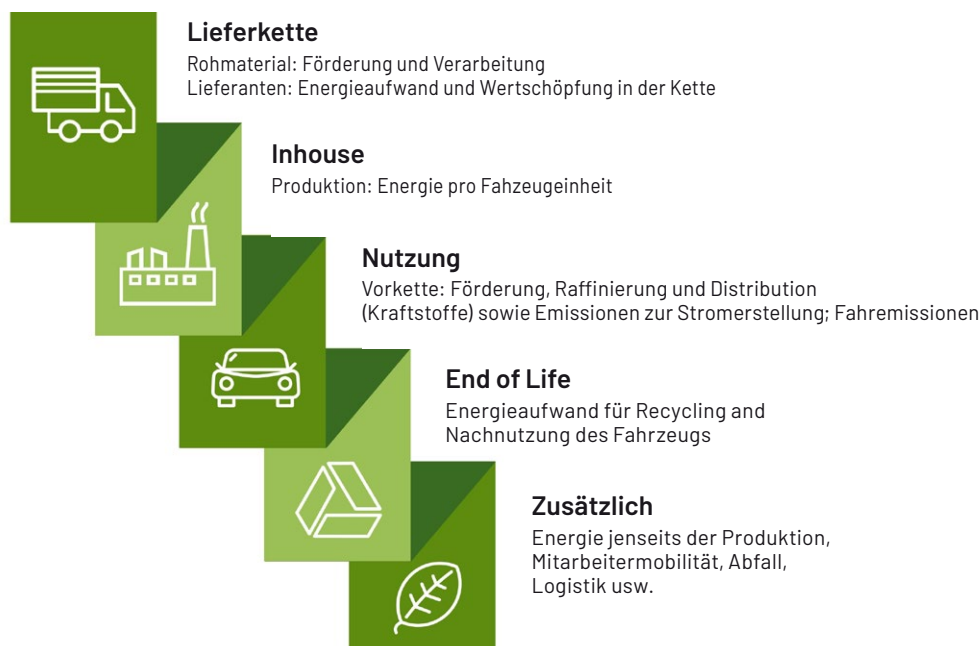 Lieferkette
Rohmaterial: Förderung und Verarbeitung
Lieferanten: Energieaufwand und Wertschöpfung in der Kette
Inhouse
Produktion: Energie pro Fahzeugeinheit
Nutzung
Vorkette: Förderung, Raffinierung und Distribution
(Kraftstoffe) sowie Emissionen zur Stromerstellung; Fahremissionen
End of Life
Energieaufwand für Recycling and
Nachnutzung des Fahrzeugs
Zusätzlich
Energie jenseits der Produktion,
Mitarbeitermobilität, Abfall,
Logistik usw.